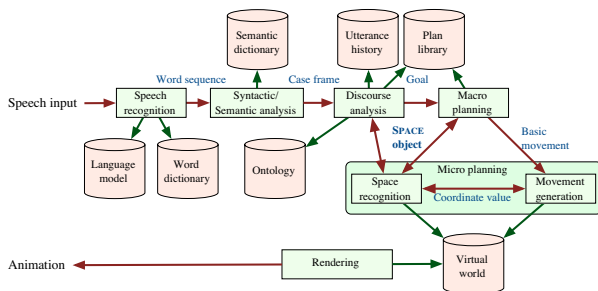 Semantic
dictionary
Utterance
history
Plan
library
Word sequence
Case frame
Goal
Speech input
Speech
recognition
Syntactic/
Semantic analysis
Discourse
analysis
Macro
planning
SPACE
object
Basic
movement
Language
model
Word
dictionary
Ontology
Micro planning
Space
recognition
Coordinate value
Movement
generation
Virtual
world
Animation
Rendering